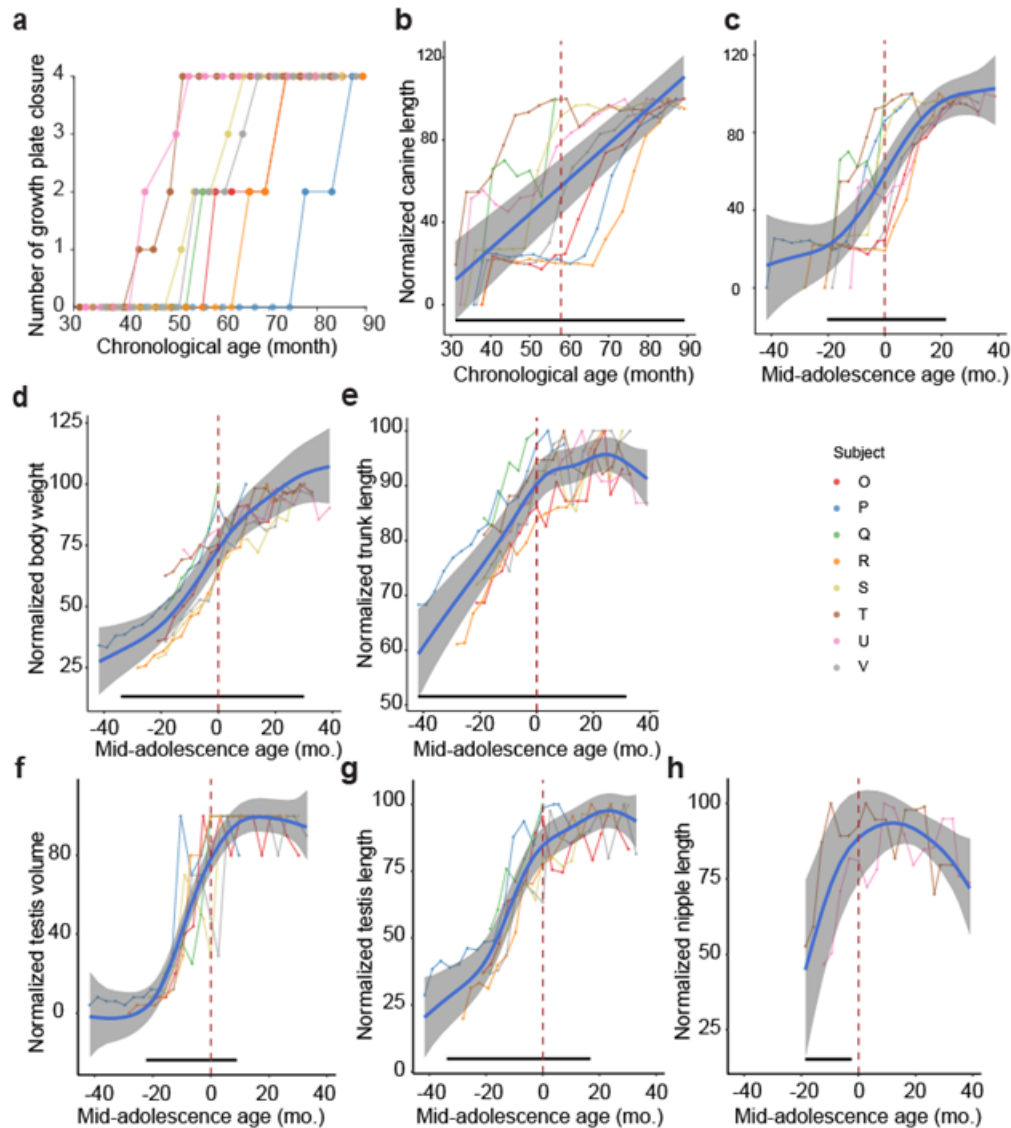 a
Number of growth plate closure
4
3
2
1
0
30 40 50 60 70 80 90
Chronological age (month)
b
Normalized canine length
120
80
40
0
30 40 50 60 70 80 90
Chronological age (month)
c
120
80
40
0
-40 -20 0 20 40
Mid-adolescence age (mo.)
d
Normalized body weight
125
100
75
50
25
-40 -20 0 20 40
Mid-adolescence age (mo.)
e
Normalized trunk length
100
90
80
70
60
50
-40 -20 0 20 40
Mid-adolescence age (mo.)
Subject
O
P
Q
R
S
T
U
V
f
Normalized testis volume
80
40
0
-40 -20 0 20 40
Mid-adolescence age (mo.)
g
Normalized testis length
100
75
50
25
0
-40 -20 0 20 40
Mid-adolescence age (mo.)
h
Normalized nipple length
100
75
50
25
-40 -20 0 20 40
Mid-adolescence age (mo.)